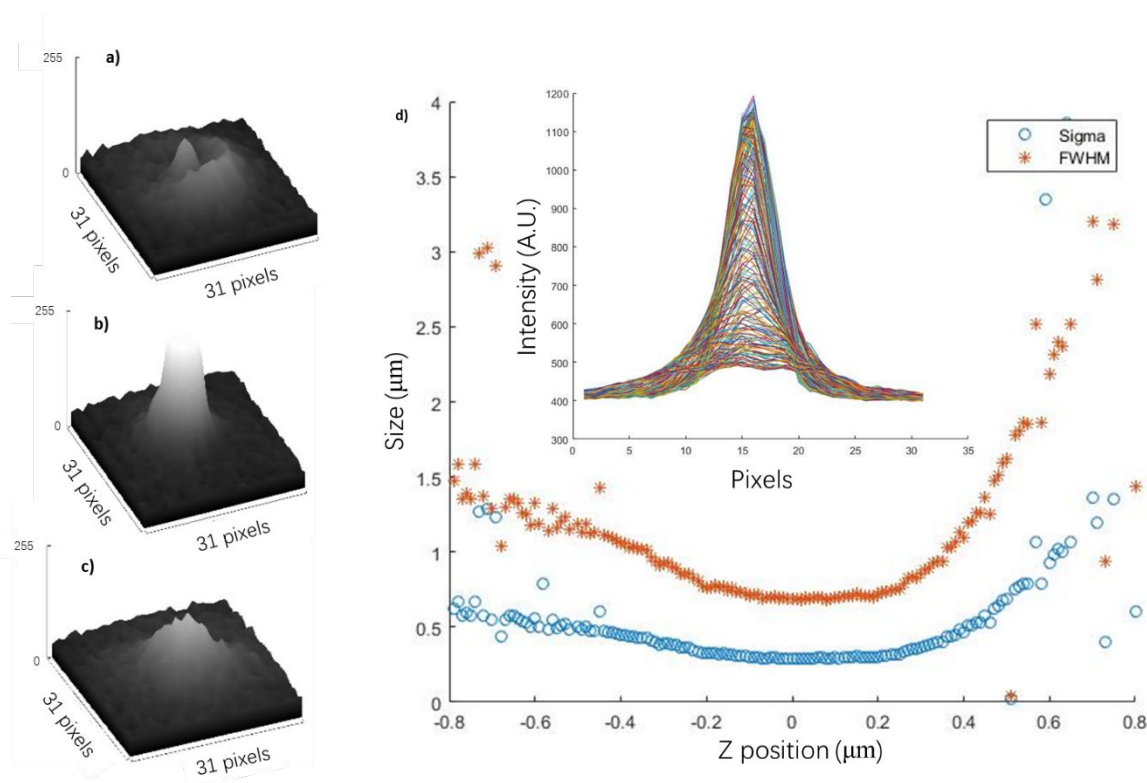 a)
255
0
31 pixels
31 pixels
b)
255
0
31 pixels
31 pixels
c)
255
0
31 pixels
31 pixels
d)
4
3.5
3
2.5
2
1.5
1
0.5
0
Size (μm)
-0.8
-0.6
-0.4
-0.2
0
0.2
0.4
0.6
0.8
Z position (μm)
Sigma
FWHM
1200
1100
1000
900
800
700
600
500
400
300
Intensity (A.U.)
0
5
10
15
20
25
30
35
Pixels